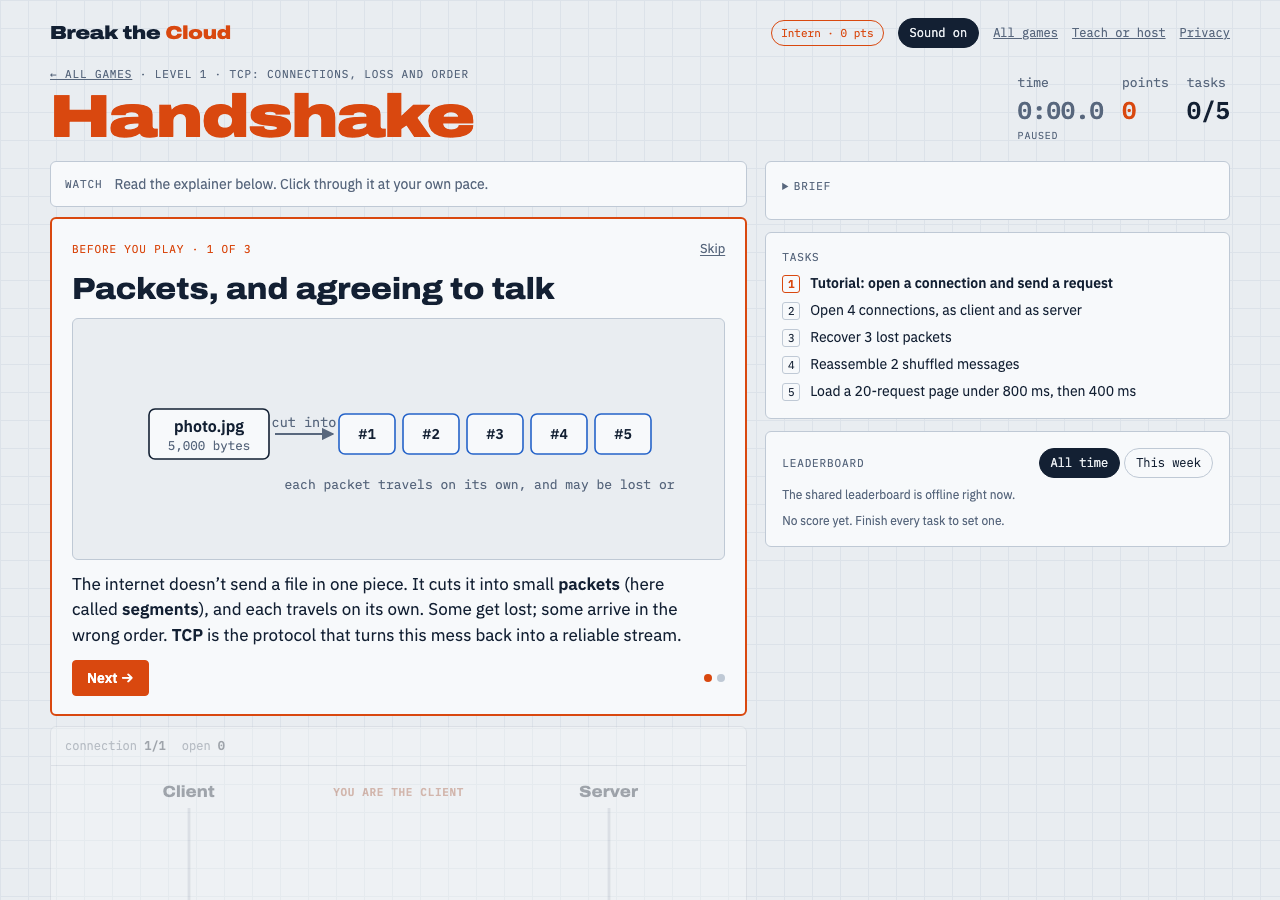 Break the Cloud
Intern · 0 pts
Sound on
All games
Teach or host
Privacy
← ALL GAMES · LEVEL 1 · TCP: CONNECTIONS, LOSS AND ORDER
Handshake
time
0:00.0
PAUSED
points
0
tasks
0/5
WATCH Read the explainer below. Click through it at your own pace.
BEFORE YOU PLAY · 1 OF 3
Skip
Packets, and agreeing to talk
photo.jpg
5,000 bytes
cut into
#1
#2
#3
#4
#5
each packet travels on its own, and may be lost or
The internet doesn’t send a file in one piece. It cuts it into small packets (here
called segments), and each travels on its own. Some get lost; some arrive in the
wrong order. TCP is the protocol that turns this mess back into a reliable stream.
Next →
connection 1/1 open 0
Client
YOU ARE THE CLIENT
Server
▶ BRIEF
TASKS
1 Tutorial: open a connection and send a request
2 Open 4 connections, as client and as server
3 Recover 3 lost packets
4 Reassemble 2 shuffled messages
5 Load a 20-request page under 800 ms, then 400 ms
LEADERBOARD
All time
This week
The shared leaderboard is offline right now.
No score yet. Finish every task to set one.